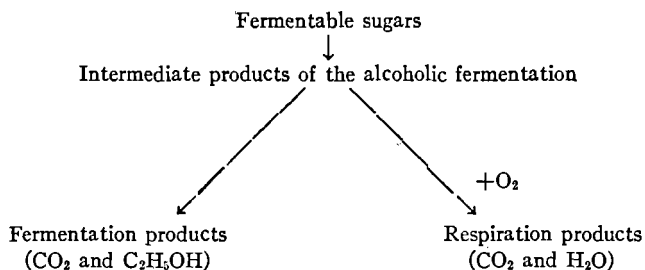 Fermentable sugars
Intermediate products of the alcoholic fermentation
+O₂
Fermentation products
(CO₂ and C₂H₅OH)
Respiration products
(CO₂ and H₂O)